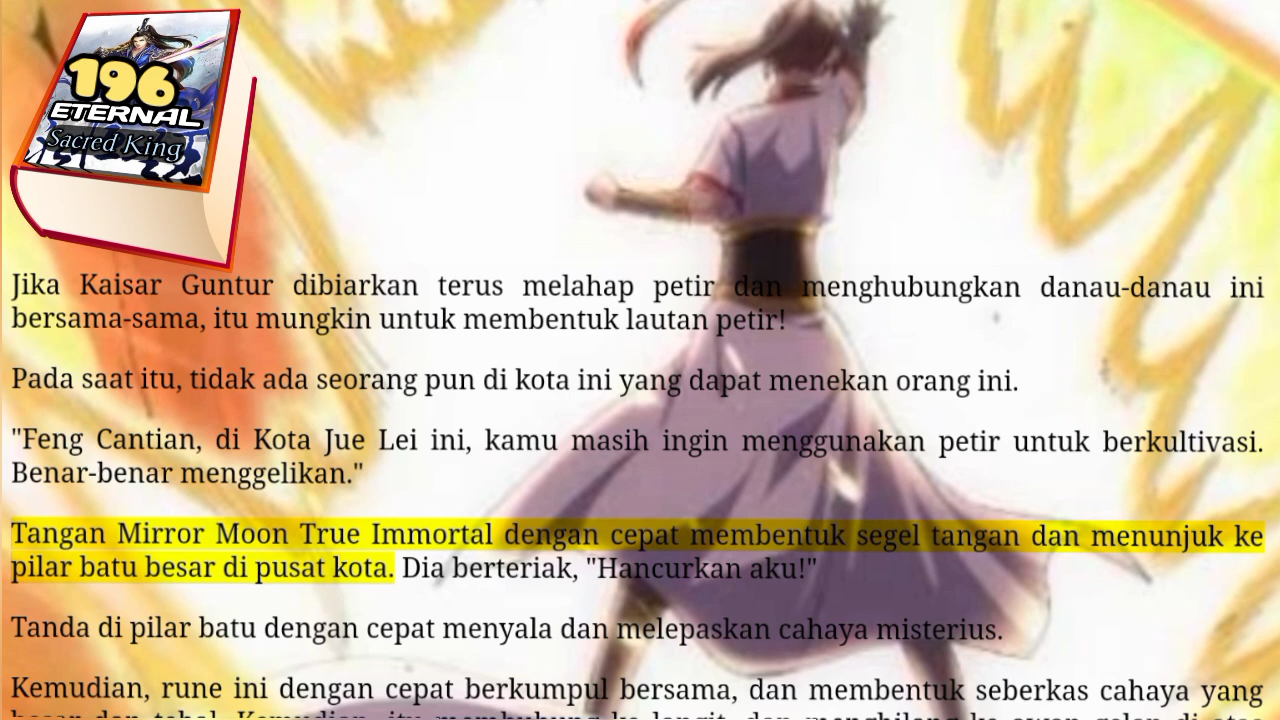 196
ETERNAL
Sacred King
Jika Kaisar Guntur dibiarkan terus melahap petir dan menghubungkan danau-danau ini
bersama-sama, itu mungkin untuk membentuk lautan petir!
Pada saat itu, tidak ada seorang pun di kota ini yang dapat menekan orang ini.
"Feng Cantian, di Kota Jue Lei ini, kamu masih ingin menggunakan petir untuk berkultivasi.
Benar-benar menggelikan."
Tangan Mirror Moon True Immortal dengan cepat membentuk segel tangan dan menunjuk ke
pilar batu besar di pusat kota. Dia berteriak, "Hancurkan aku!"
Tanda di pilar batu dengan cepat menyala dan melepaskan cahaya misterius.
Kemudian, rune ini dengan cepat berkumpul bersama, dan membentuk seberkas cahaya yang